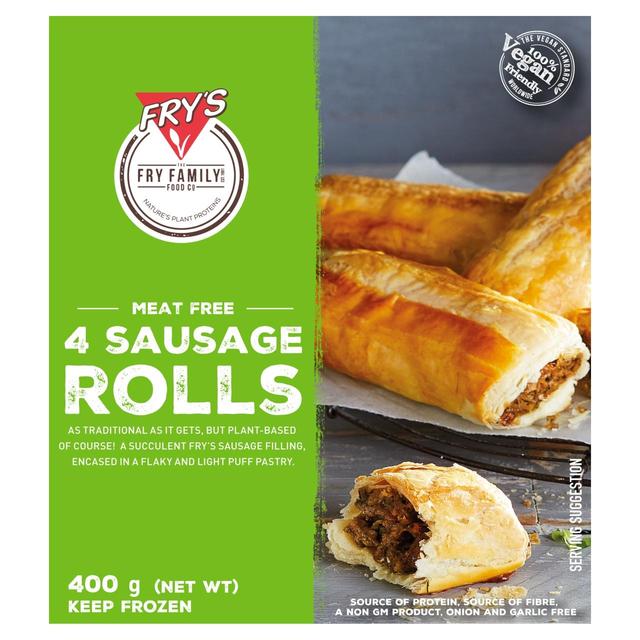 FRY'S
THE
FRY FAMILY
FOOD CO
NATURE'S PLANT PROTEINS
THE VEGAN STANDARD
100%
Vegan
Friendly
WORLDWIDE
MEAT FREE
4 SAUSAGE
ROLLS
AS TRADITIONAL AS IT GETS, BUT PLANT-BASED
OF COURSE! A SUCCULENT FRY'S SAUSAGE FILLING,
ENCASED IN A FLAKY AND LIGHT PUFF PASTRY.
SERVING SUGGESTION
400 g (NET WT)
KEEP FROZEN
SOURCE OF PROTEIN, SOURCE OF FIBRE,
A NON GM PRODUCT, ONION AND GARLIC FREE